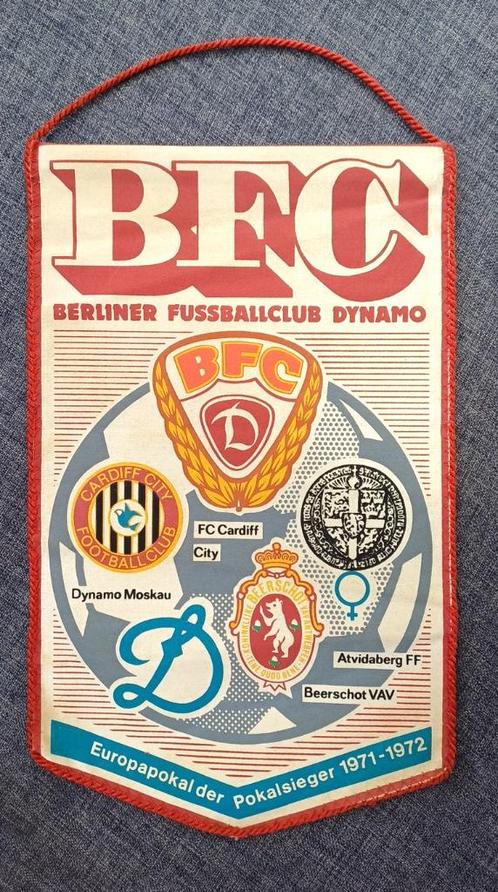 BFC
BERLINER FUSSBALLCLUB DYNAMO
BFC
D
CARDIFF CITY
FOOTBALL CLUB
FC Cardiff
City
Dynamo Moskau
D
BEERSCHOT
Atvidaberg FF
Beerschot VAV
Europapokal der Pokalsieger 1971-1972